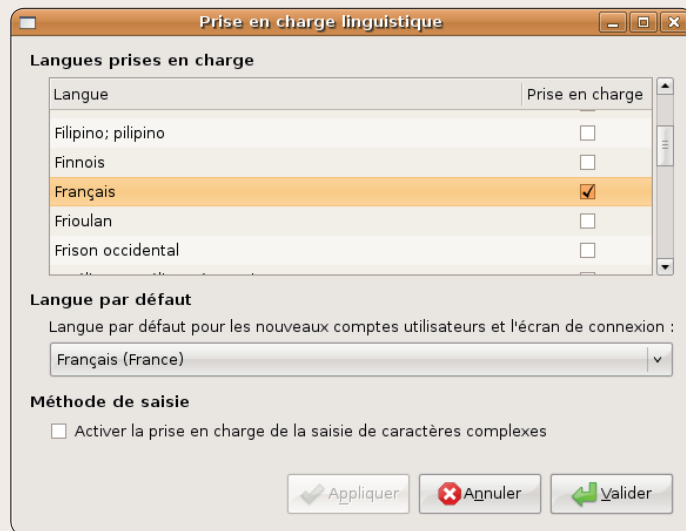 Prise en charge linguistique
Langues prises en charge
Langue Prise en charge
Filipino; pilipino
Finnois
Français
Frioulan
Frison occidental
Langue par défaut
Langue par défaut pour les nouveaux comptes utilisateurs et l'écran de connexion :
Français (France)
Méthode de saisie
Activer la prise en charge de la saisie de caractères complexes
Appliquer Annuler Valider